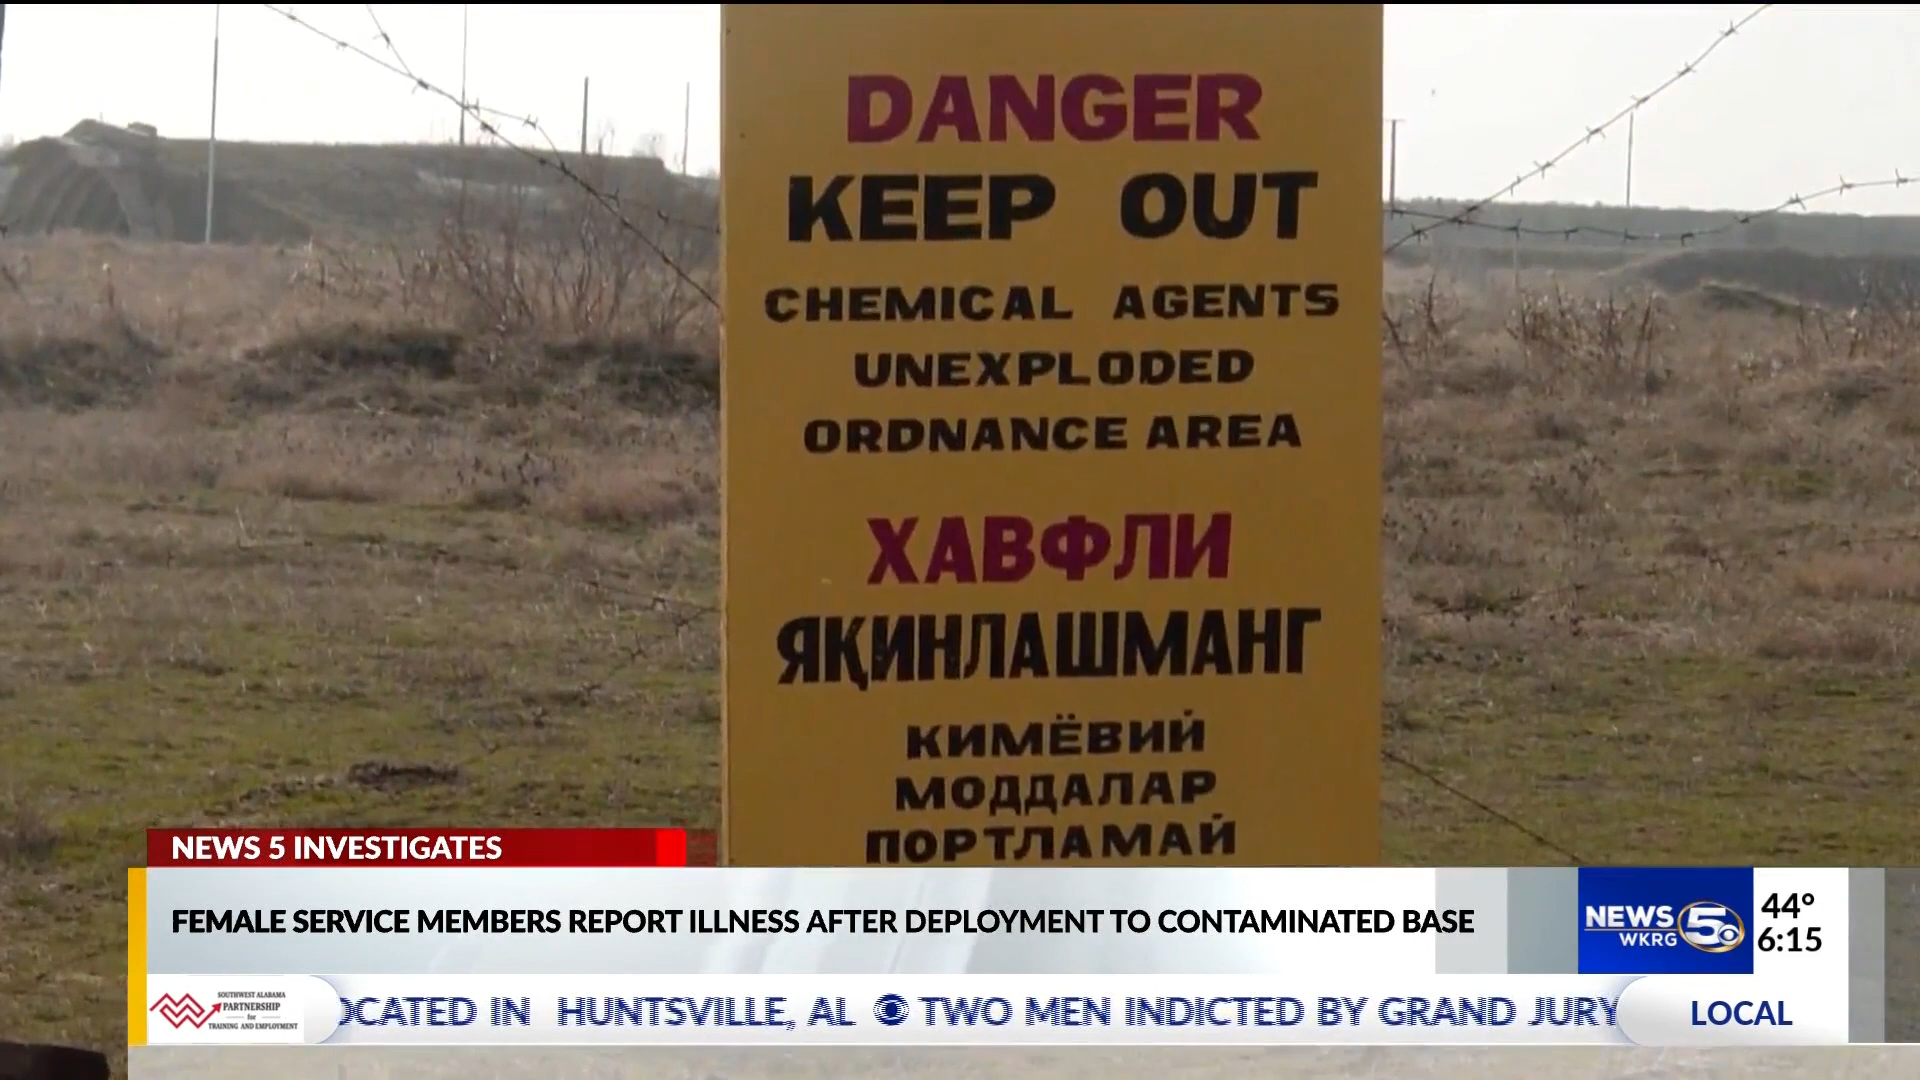 DANGER
KEEP OUT
CHEMICAL AGENTS
UNEXPLODED
ORDNANCE AREA
ХАВФЛИ
ЯҚИНЛАШМАНГ
КИМЁВИЙ
МОДДАЛАР
ПОРТЛАМАЙ
NEWS 5 INVESTIGATES
FEMALE SERVICE MEMBERS REPORT ILLNESS AFTER DEPLOYMENT TO CONTAMINATED BASE
NEWS 5
WKRG
44°
6:15
SOUTHWEST ALABAMA
PARTNERSHIP
for
TRAINING AND EMPLOYMENT
OCATED IN HUNTSVILLE, AL TWO MEN INDICTED BY GRAND JURY
LOCAL